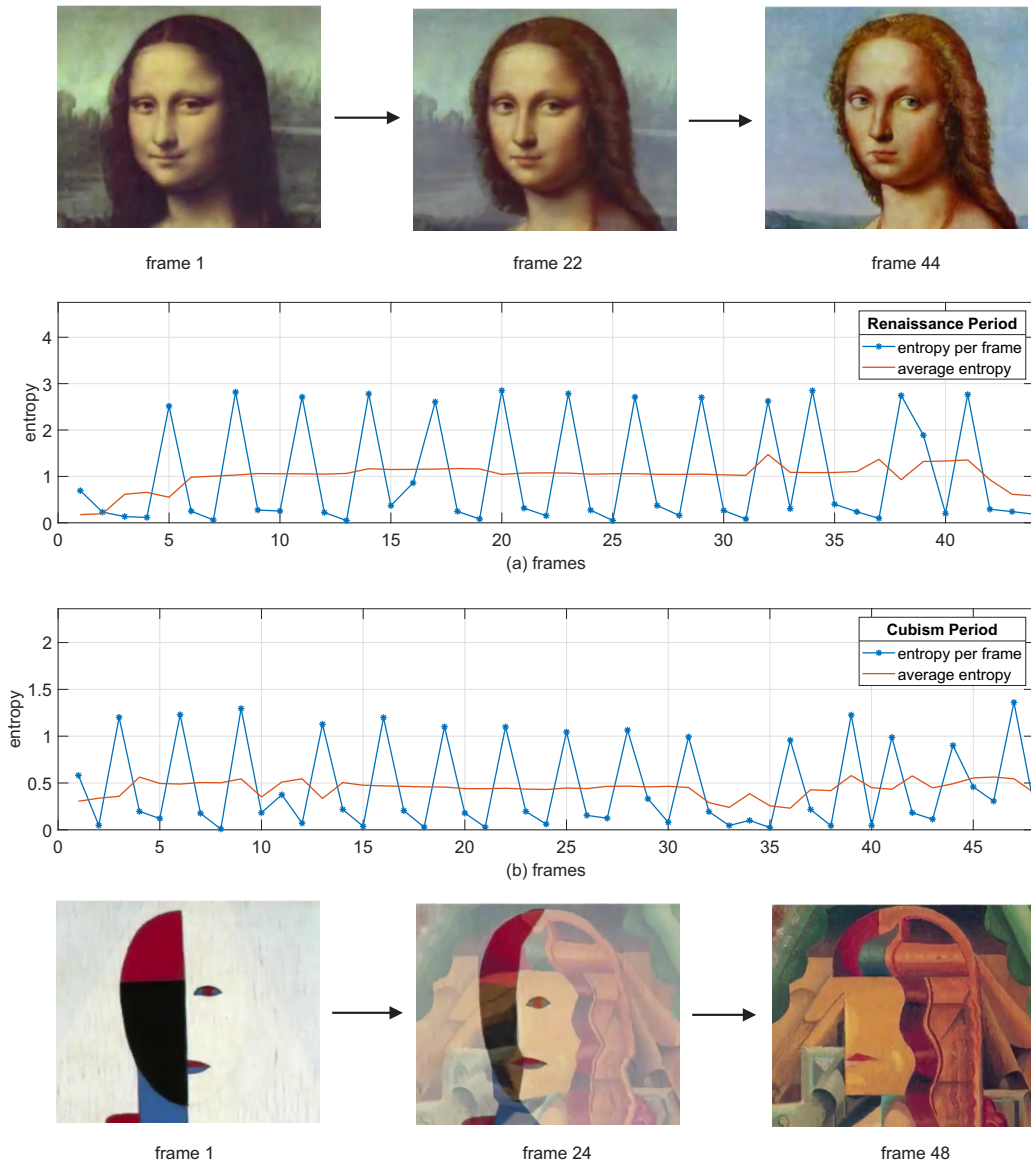 frame 1
frame 22
frame 44
4
3
2
1
0
entropy
Renaissance Period
entropy per frame
average entropy
0 5 10 15 20 25 30 35 40
(a) frames
2
1.5
1
0.5
0
entropy
Cubism Period
entropy per frame
average entropy
0 5 10 15 20 25 30 35 40 45
(b) frames
frame 1
frame 24
frame 48